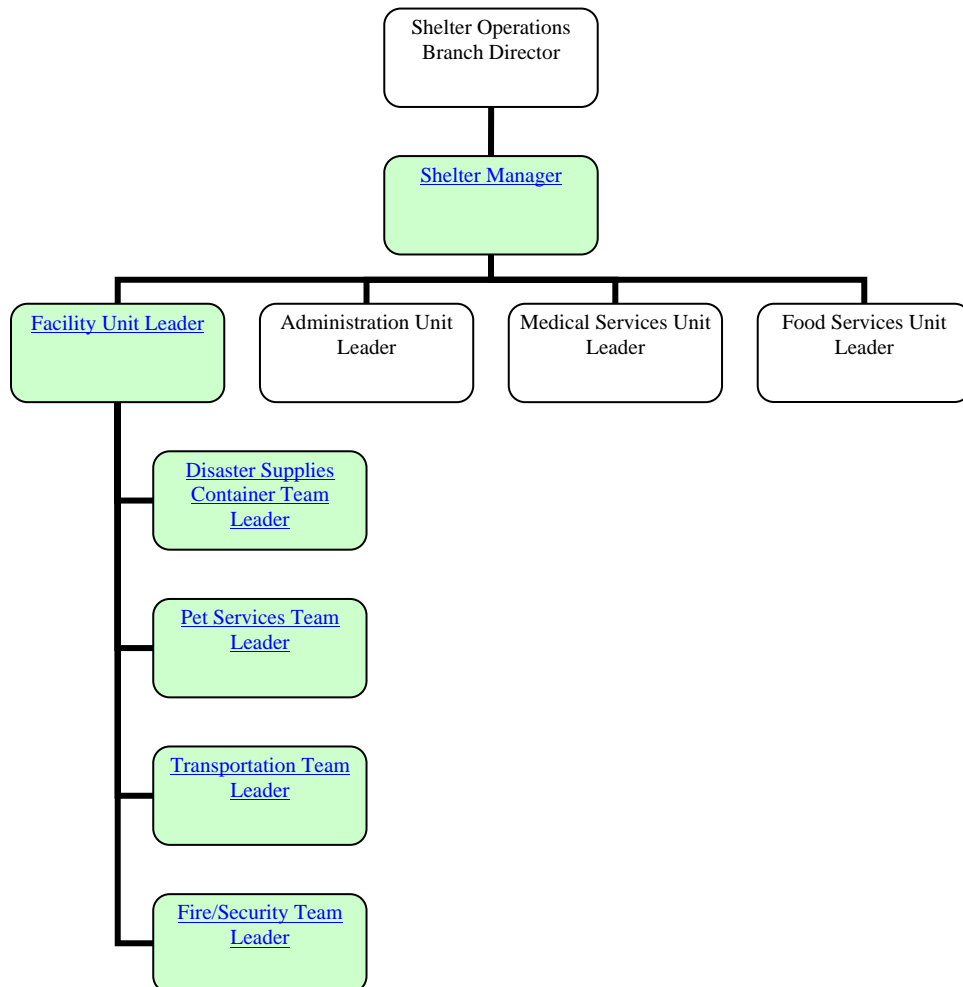 Shelter Operations
Branch Director
Shelter Manager
Facility Unit Leader
Administration Unit
Leader
Medical Services Unit
Leader
Food Services Unit
Leader
Disaster Supplies
Container Team
Leader
Pet Services Team
Leader
Transportation Team
Leader
Fire/Security Team
Leader